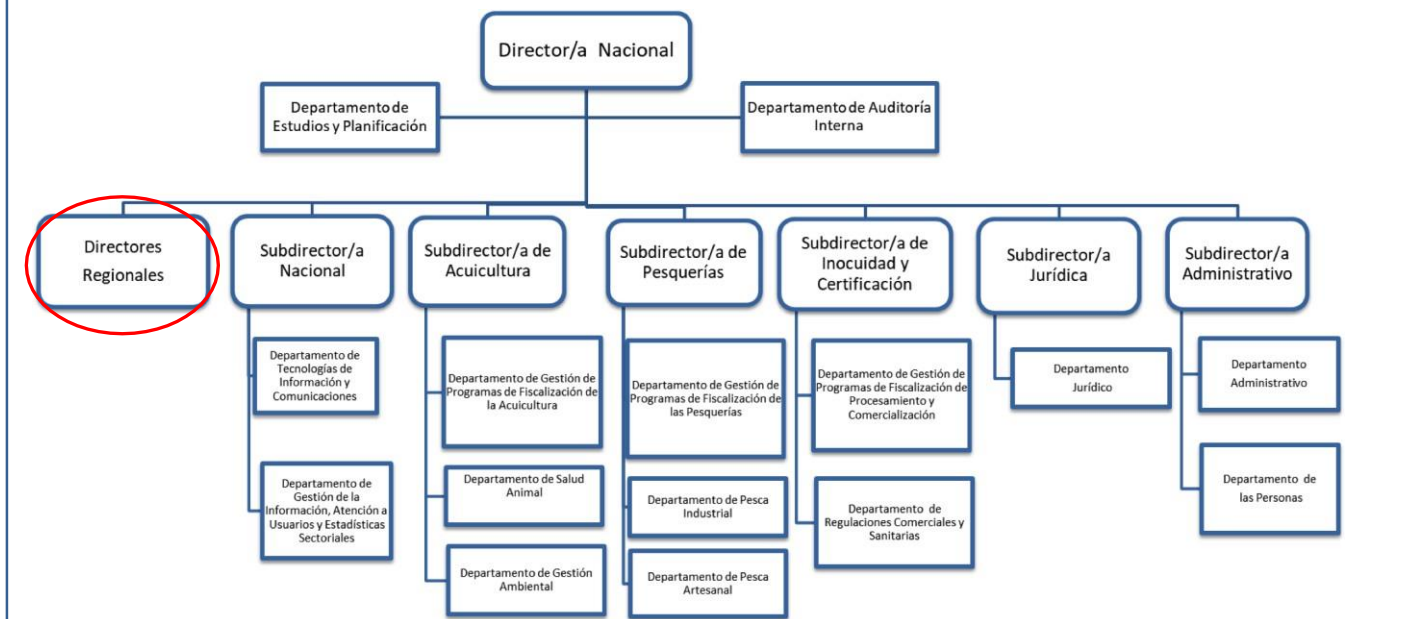 Director/a Nacional
Departamento de
Estudios y Planificación
Departamento de Auditoría
Interna
Directores
Regionales
Subdirector/a
Nacional
Subdirector/a de
Acuicultura
Subdirector/a de
Pesquerías
Subdirector/a de
Inocuidad y
Certificación
Subdirector/a
Jurídica
Subdirector/a
Administrativo
Departamento de
Tecnologías de
Información y
Comunicaciones
Departamento de
Gestión de la
Información, Atención a
Usuarios y Estadísticas
Sectoriales
Departamento de Gestión de
Programas de Fiscalización de
la Acuicultura
Departamento de Salud
Animal
Departamento de Gestión
Ambiental
Departamento de Gestión de
Programas de Fiscalización de
las Pesquerías
Departamento de Pesca
Industrial
Departamento de Pesca
Artesanal
Departamento de Gestión de
Programas de Fiscalización de
Procesamiento y
Comercialización
Departamento de
Regulaciones Comerciales y
Sanitarias
Departamento
Jurídico
Departamento
Administrativo
Departamento de
las Personas